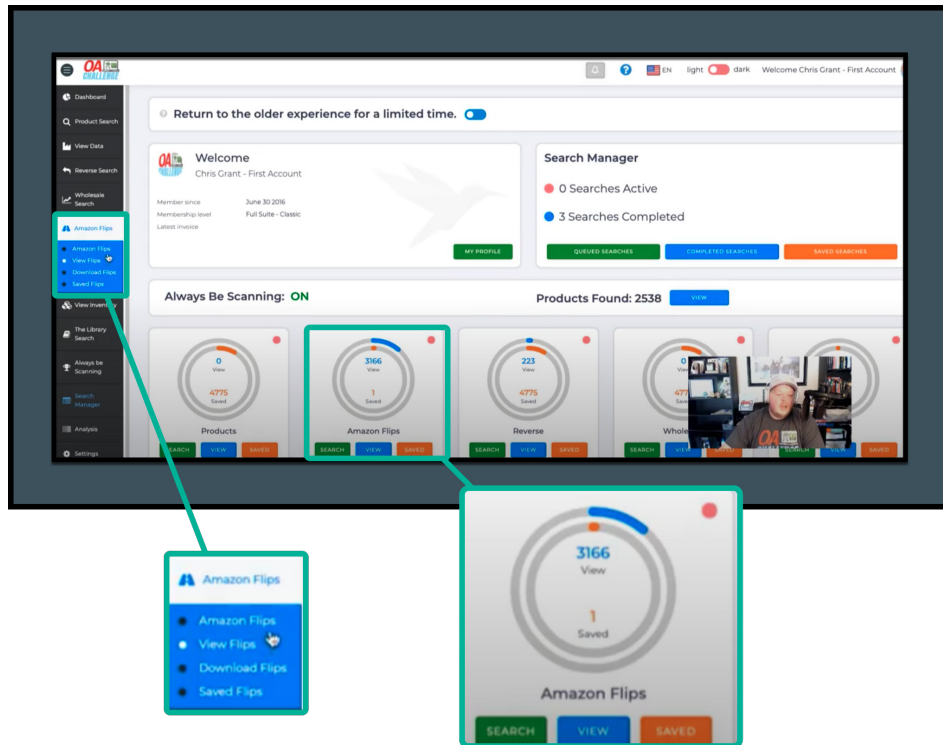 OA
CHALLENGE
EN light dark Welcome Chris Grant - First Account
Dashboard
Product Search
View Data
Reverse Search
Wholesale
Search
Amazon Flips
Amazon Flips
View Flips
Download Flips
Saved Flips
View Inventory
The Library
Search
Always be
Scanning
Search
Manager
Analysis
Settings
Return to the older experience for a limited time.
OA
CHALLENGE
Welcome
Chris Grant - First Account
Member since June 30 2016
Membership level Full Suite - Classic
Latest invoice
MY PROFILE
Search Manager
0 Searches Active
3 Searches Completed
QUEUED SEARCHES COMPLETED SEARCHES SAVED SEARCHES
Always Be Scanning: ON
Products Found: 2538 VIEW
0
View
4775
Saved
Products
SEARCH VIEW SAVED
3166
View
1
Saved
Amazon Flips
SEARCH VIEW SAVED
223
View
4775
Saved
Reverse
SEARCH VIEW SAVED
0
SEARCH
OA
SEARCH VIEW SAVED
Amazon Flips
Amazon Flips
View Flips
Download Flips
Saved Flips
3166
View
1
Saved
Amazon Flips
SEARCH VIEW SAVED